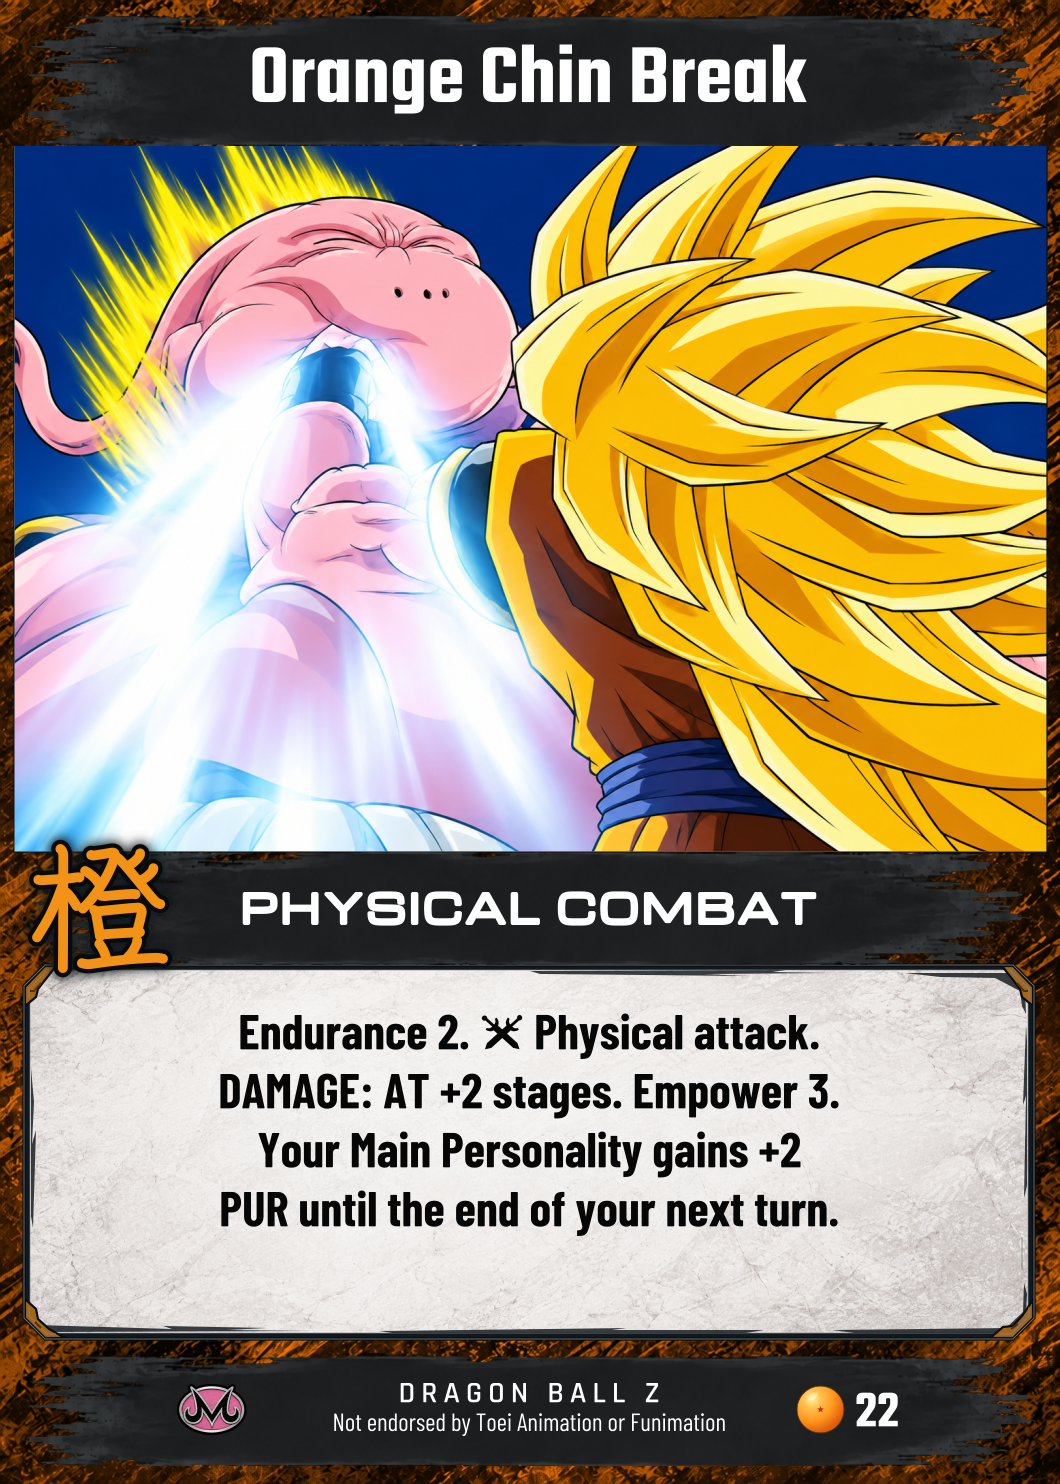 Orange Chin Break
橙
PHYSICAL COMBAT
Endurance 2. Physical attack.
DAMAGE: AT +2 stages. Empower 3.
Your Main Personality gains +2
PUR until the end of your next turn.
DRAGON BALL Z
Not endorsed by Toei Animation or Funimation
M
22